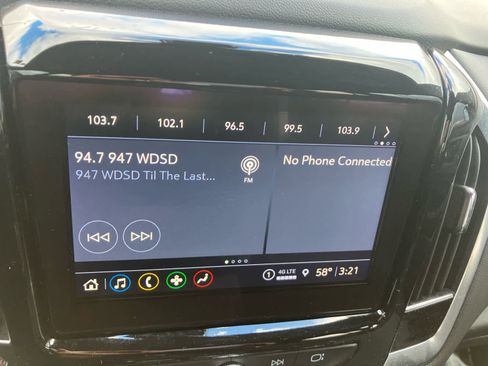 103.7 102.1 96.5 99.5 103.9
94.7 947 WDSD
947 WDSD Til The Last...
FM
No Phone Connected
1 4G LTE 58° 3:21